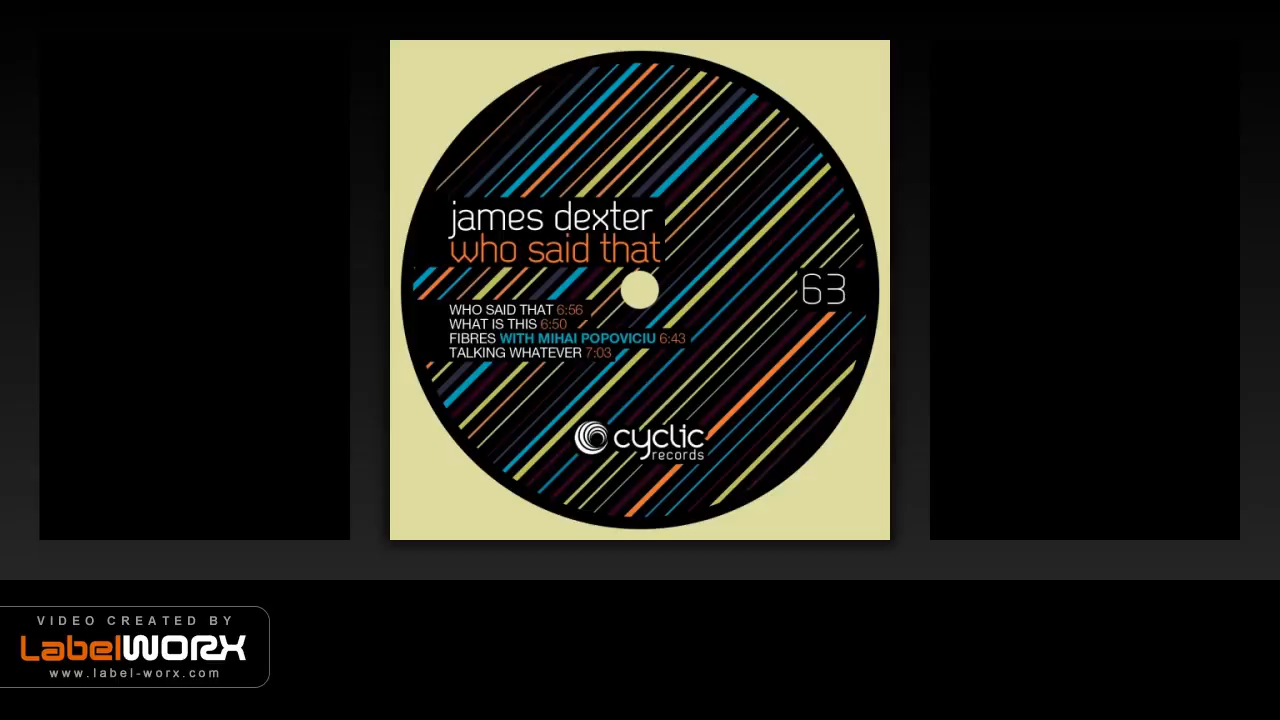 james dexter
who said that
63
WHO SAID THAT 6:56
WHAT IS THIS 6:50
FIBRES WITH MIHAI POPOVICIU 6:43
TALKING WHATEVER 7:03
cyclic
records
VIDEO CREATED BY
LabelWORX
www.label-worx.com